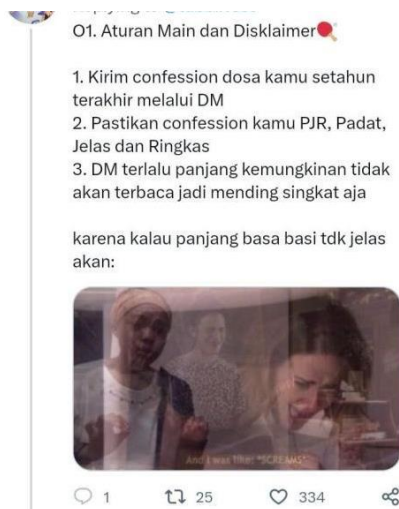 01. Aturan Main dan Disklaimer
1. Kirim confession dosa kamu setahun
terakhir melalui DM
2. Pastikan confession kamu PJR, Padat,
Jelas dan Ringkas
3. DM terlalu panjang kemungkinan tidak
akan terbaca jadi mending singkat aja
karena kalau panjang basa basi tdk jelas
akan:
And I was like: *SCREAMS*
1 25 334